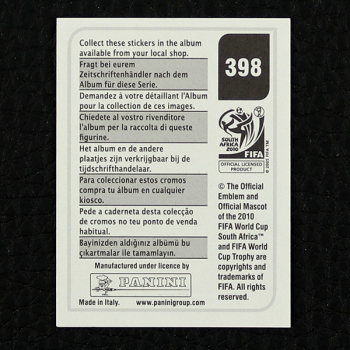 Collect these stickers in the album
available from your local shop.
Fragt bei eurem
Zeitschriftenhändler nach dem
Album für diese Serie.
Demandez à votre détaillant l'Album
pour la collection de ces images.
Chiedete al vostro rivenditore
l'album per la raccolta di queste
figurine.
Het album en de andere
plaatjes zijn verkrijgbaar bij de
tijdschrifthandelaar.
Para coleccionar estos cromos
compra tu álbum en cualquier
kiosco.
Pede a caderneta desta colecção
de cromos no teu ponto de venda
habitual.
Bayinizden aldığınız albümü bu
çıkartmalar ile tamamlayın.
Manufactured under licence by
PANINI
Made in Italy. www.paninigroup.com
398
SOUTH
AFRICA
2010
FIFA
OFFICIAL LICENSED
PRODUCT
© 2005 FIFA TM
© The Official
Emblem and
Official Mascot
of the 2010
FIFA World Cup
South Africa™
and FIFA World
Cup Trophy are
copyrights and
trademarks of
FIFA. All rights
reserved.